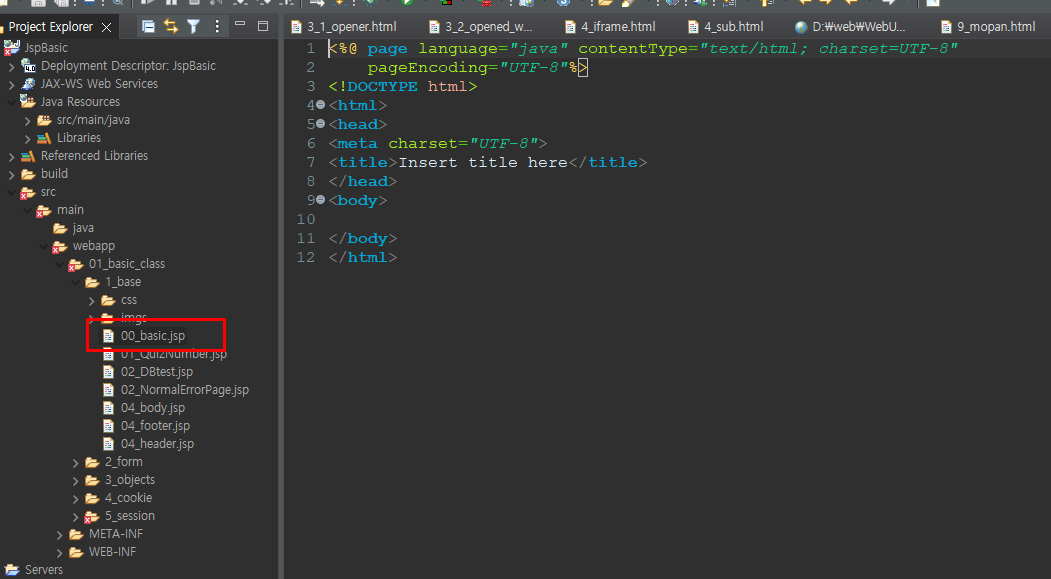 Project Explorer
JspBasic
Deployment Descriptor: JspBasic
JAX-WS Web Services
Java Resources
src/main/java
Libraries
Referenced Libraries
build
src
main
java
webapp
01_basic_class
1_base
css
imgs
00_basic.jsp
01_QuizNumber.jsp
02_DBtest.jsp
02_NormalErrorPage.jsp
04_body.jsp
04_footer.jsp
04_header.jsp
2_form
3_objects
4_cookie
5_session
META-INF
WEB-INF
Servers
3_1_opener.html 3_2_opened_w... 4_iframe.html 4_sub.html D:₩web₩WebU... 9_mopan.html
1 <%@ page language="java" contentType="text/html; charset=UTF-8"
2 pageEncoding="UTF-8"%>
3 <!DOCTYPE html>
4 <html>
5 <head>
6 <meta charset="UTF-8">
7 <title>Insert title here</title>
8 </head>
9 <body>
10
11 </body>
12 </html>